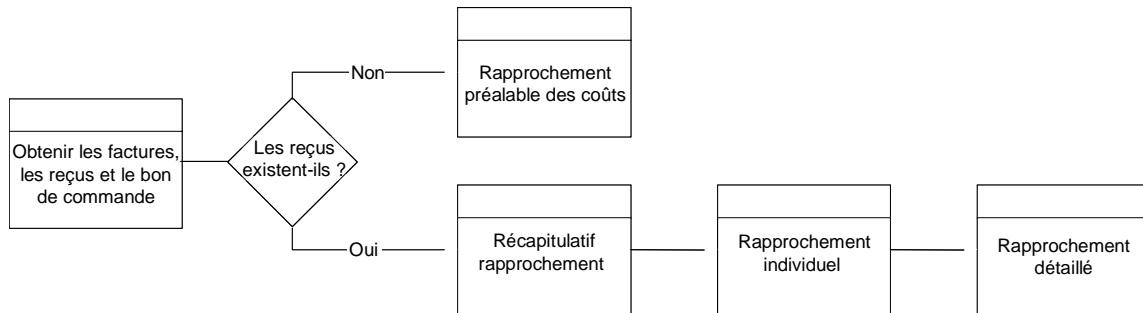 Obtenir les factures,
les reçus et le bon
de commande
Les reçus
existent-ils ?
Non
Rapprochement
préalable des coûts
Oui
Récapitulatif
rapprochement
Rapprochement
individuel
Rapprochement
détaillé